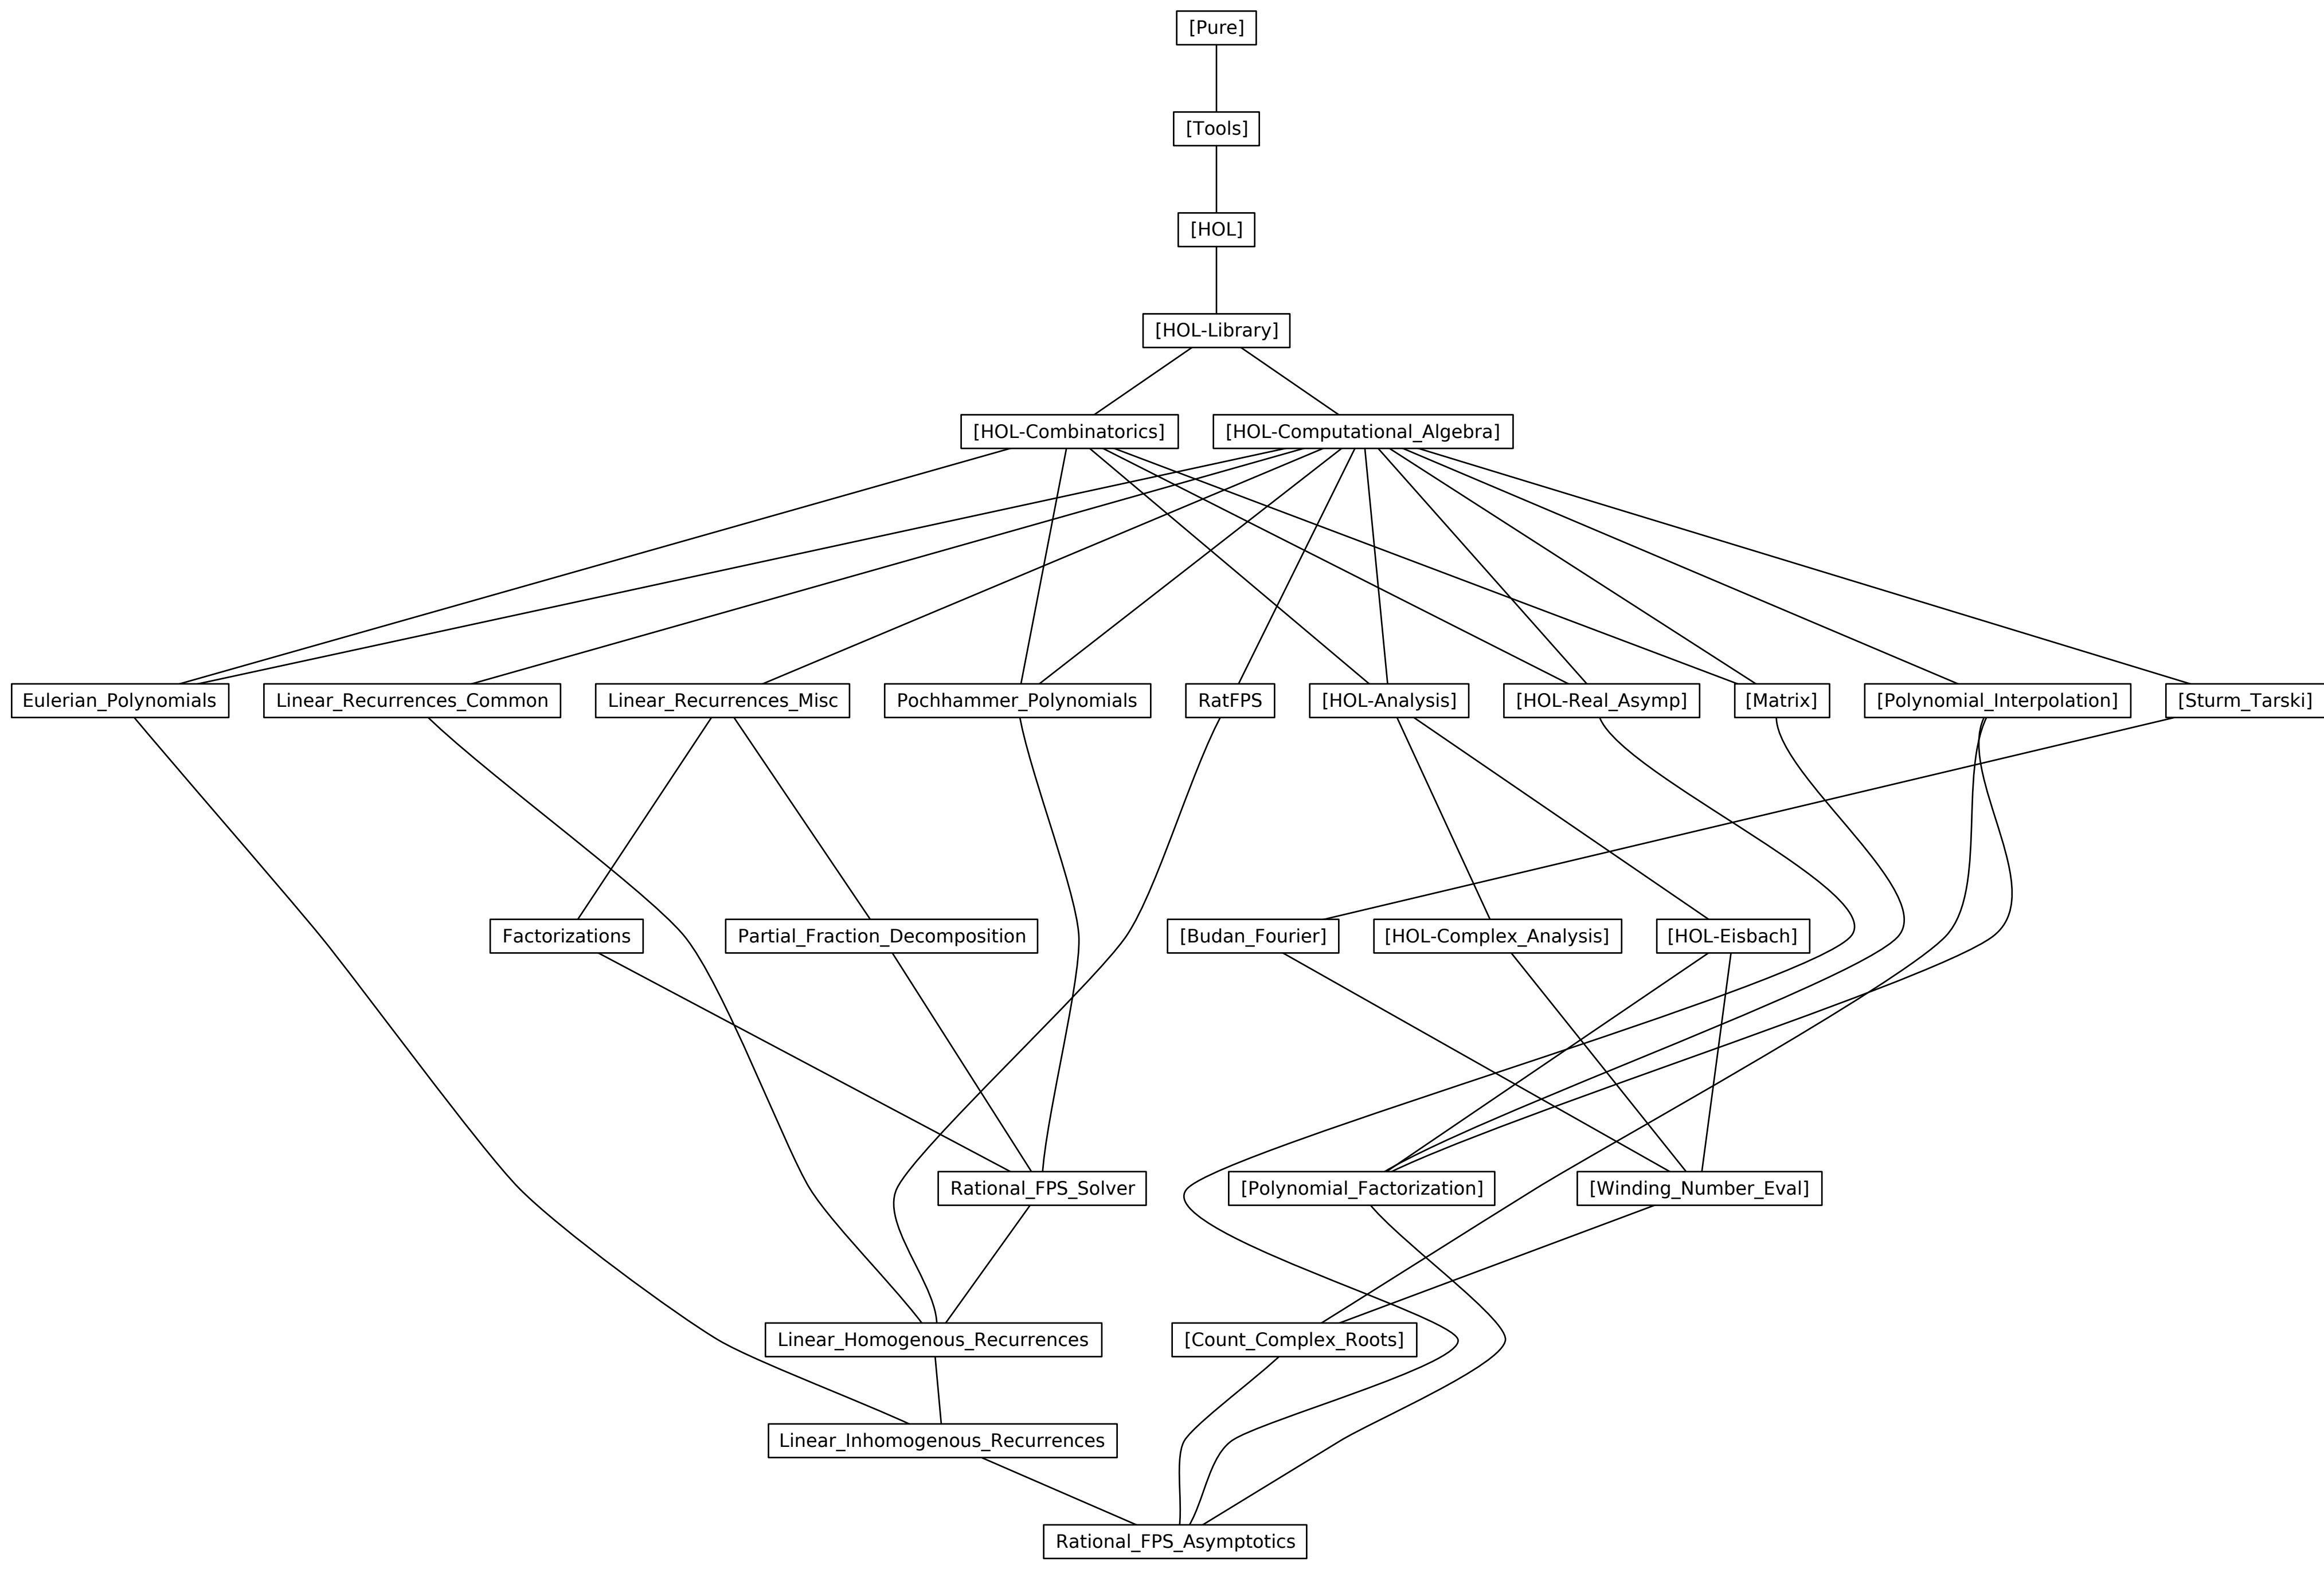 [Pure]
[Tools]
[HOL]
[HOL-Library]
[HOL-Combinatorics]
[HOL-Computational_Algebra]
Eulerian_Polynomials
Linear_Recurrences_Common
Linear_Recurrences_Misc
Pochhammer_Polynomials
RatFPS
[HOL-Analysis]
[HOL-Real_Asymp]
[Matrix]
[Polynomial_Interpolation]
[Sturm_Tarski]
Factorizations
Partial_Fraction_Decomposition
[Budan_Fourier]
[HOL-Complex_Analysis]
[HOL-Eisbach]
Rational_FPS_Solver
[Polynomial_Factorization]
[Winding_Number_Eval]
Linear_Homogenous_Recurrences
[Count_Complex_Roots]
Linear_Inhomogenous_Recurrences
Rational_FPS_Asymptotics